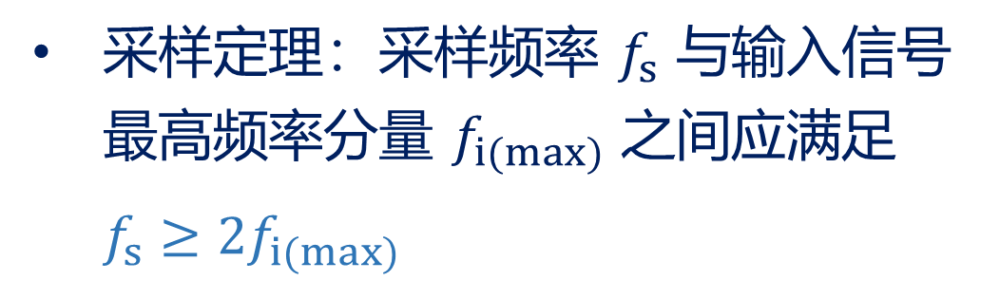 • 采样定理：采样频率 fs 与输入信号
最高频率分量 fi(max) 之间应满足
fs ≥ 2fi(max)